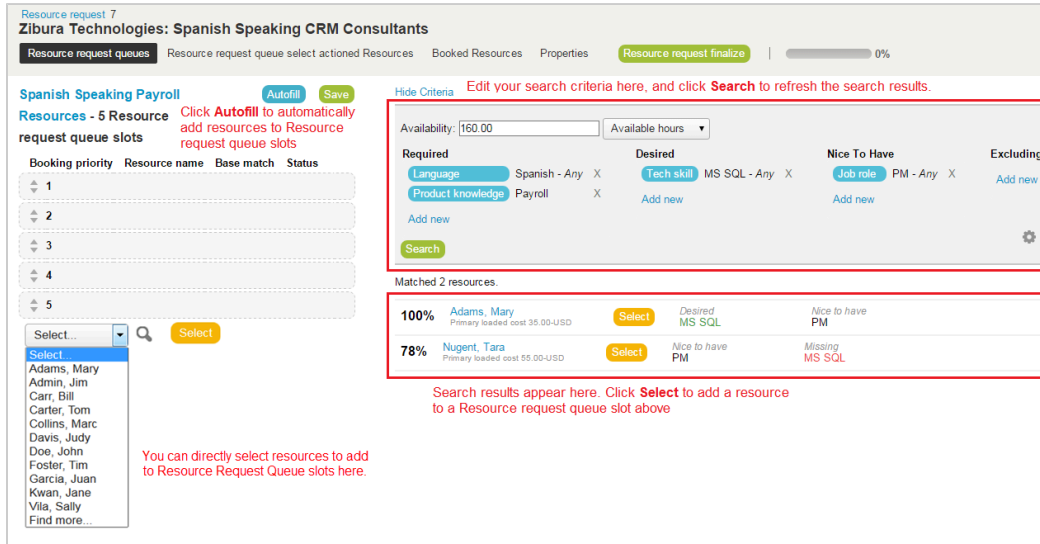 Resource request 7
Zibura Technologies: Spanish Speaking CRM Consultants
Resource request queues Resource request queue select actioned Resources Booked Resources Properties Resource request finalize 0%
Spanish Speaking Payroll
Resources - 5 Resource
request queue slots
Autofill Save
Click Autofill to automatically
add resources to Resource
request queue slots
Booking priority Resource name Base match Status
1
2
3
4
5
Select... Select
Select...
Adams, Mary
Admin, Jim
Carr, Bill
Carter, Tom
Collins, Marc
Davis, Judy
Doe, John
Foster, Tim
Garcia, Juan
Kwan, Jane
Vila, Sally
Find more...
You can directly select resources to add
to Resource Request Queue slots here.
Hide Criteria Edit your search criteria here, and click Search to refresh the search results.
Availability: 160.00 Available hours
Required Desired Nice To Have Excluding
Language Spanish - Any X Tech skill MS SQL - Any X Job role PM - Any X Add new
Product knowledge Payroll X Add new Add new
Add new
Search
Matched 2 resources.
100% Adams, Mary Select Desired Nice to have
Primary loaded cost 35.00-USD MS SQL PM
78% Nugent, Tara Select Nice to have Missing
Primary loaded cost 55.00-USD PM MS SQL
Search results appear here. Click Select to add a resource
to a Resource request queue slot above